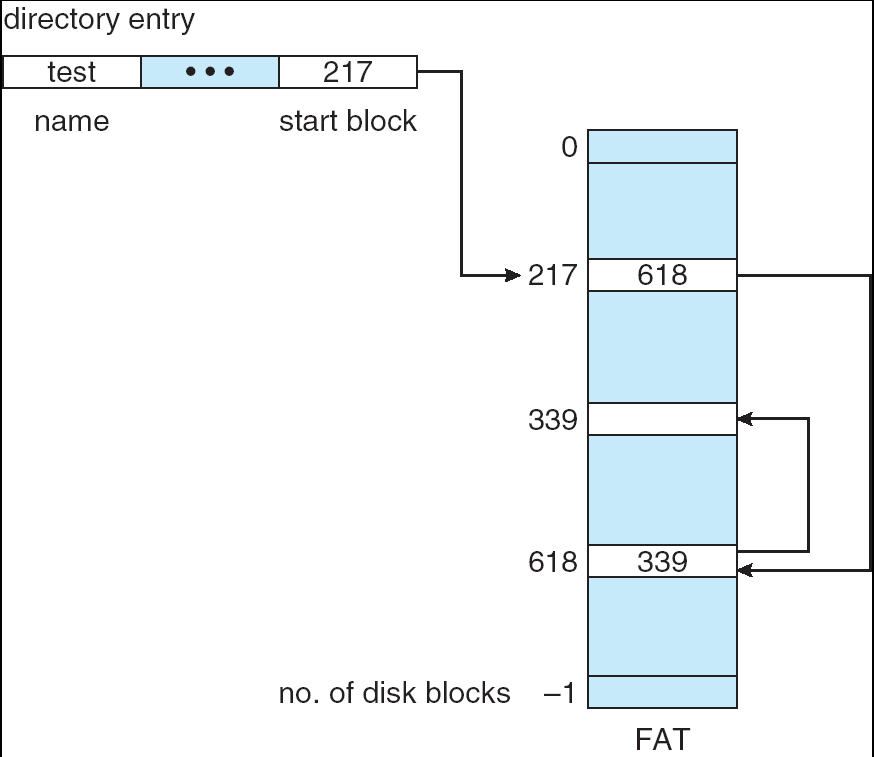 directory entry
test ••• 217
name start block
0
217 618
339
618 339
no. of disk blocks –1
FAT